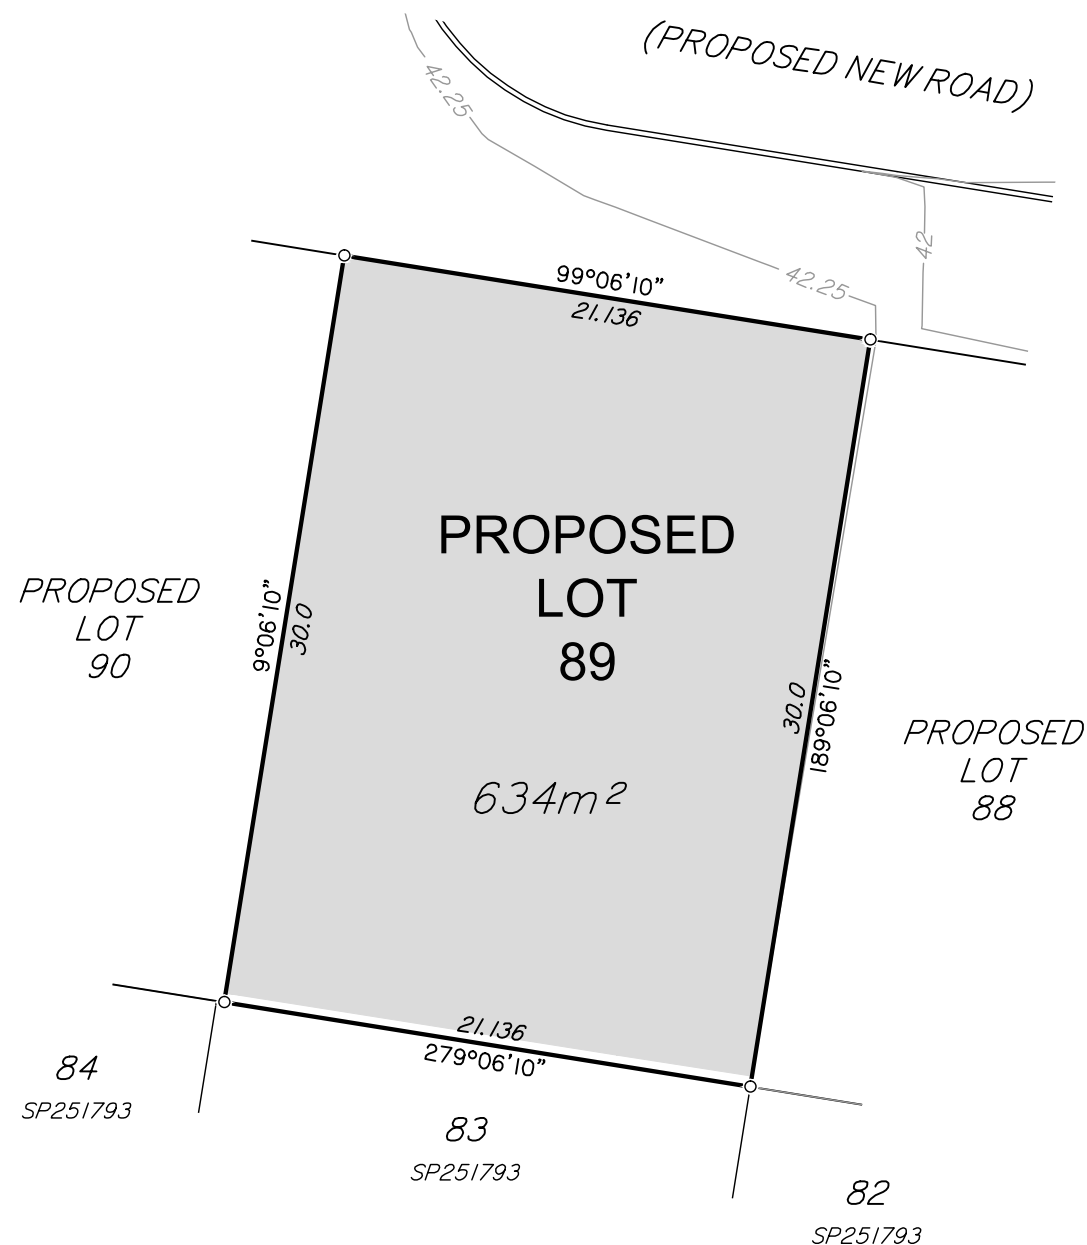 (PROPOSED NEW ROAD)
42.25
42
42.25
99°06'10"
21.136
PROPOSED
LOT
89
634m²
9°06'10"
30.0
30.0
189°06'10"
PROPOSED
LOT
90
PROPOSED
LOT
88
21.136
279°06'10"
84
SP251793
83
SP251793
82
SP251793